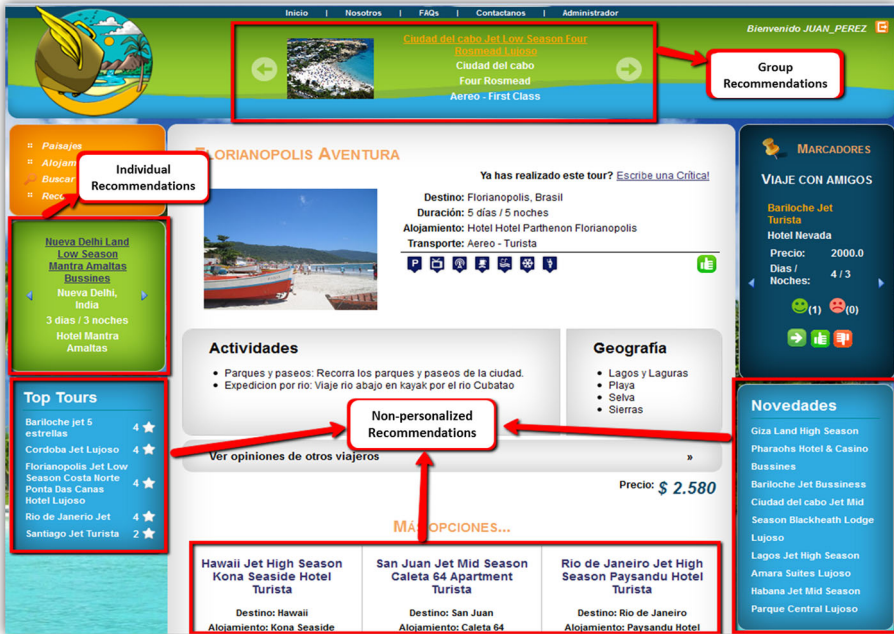 Inicio | Nosotros | FAQs | Contactanos | Administrador
Bienvenido JUAN_PEREZ
Ciudad del cabo Jet Low Season Four
Rosmead Lujoso
Ciudad del cabo
Four Rosmead
Aereo - First Class
Group
Recommendations
Paisajes
Alojam
Buscar
Reco
Individual
Recommendations
Nueva Delhi Land
Low Season
Mantra Amaltas
Bussines
Nueva Delhi,
India
3 dias / 3 noches
Hotel Mantra
Amaltas
Top Tours
Bariloche jet 5
estrellas 4
Cordoba Jet Lujoso 4
Florianopolis Jet Low
Season Costa Norte
Ponta Das Canas
Hotel Lujoso 4
Rio de Janerio Jet 4
Santiago Jet Turista 2
FLORIANOPOLIS AVENTURA
Ya has realizado este tour? Escribe una Crítica!
Destino: Florianopolis, Brasil
Duración: 5 días / 5 noches
Alojamiento: Hotel Hotel Parthenon Florianopolis
Transporte: Aereo - Turista
P
Actividades
Parques y paseos: Recorra los parques y paseos de la ciudad.
Expedicion por rio: Viaje rio abajo en kayak por el rio Cubatao
Geografía
Lagos y Laguras
Playa
Selva
Sierras
Non-personalized
Recommendations
Ver opiniones de otros viajeros »
Precio: $ 2.580
MÁS OPCIONES...
Hawaii Jet High Season
Kona Seaside Hotel
Turista
Destino: Hawaii
Alojamiento: Kona Seaside
San Juan Jet Mid Season
Caleta 64 Apartment
Turista
Destino: San Juan
Alojamiento: Caleta 64
Rio de Janeiro Jet High
Season Paysandu Hotel
Turista
Destino: Rio de Janeiro
Alojamiento: Paysandu Hotel
MARCADORES
VIAJE CON AMIGOS
Bariloche Jet
Turista
Hotel Nevada
Precio: 2000.0
Dias /
Noches: 4 / 3
(1) (0)
Novedades
Giza Land High Season
Pharaohs Hotel & Casino
Bussines
Bariloche Jet Bussiness
Ciudad del cabo Jet Mid
Season Blackheath Lodge
Lujoso
Lagos Jet High Season
Amara Suites Lujoso
Habana Jet Mid Season
Parque Central Lujoso